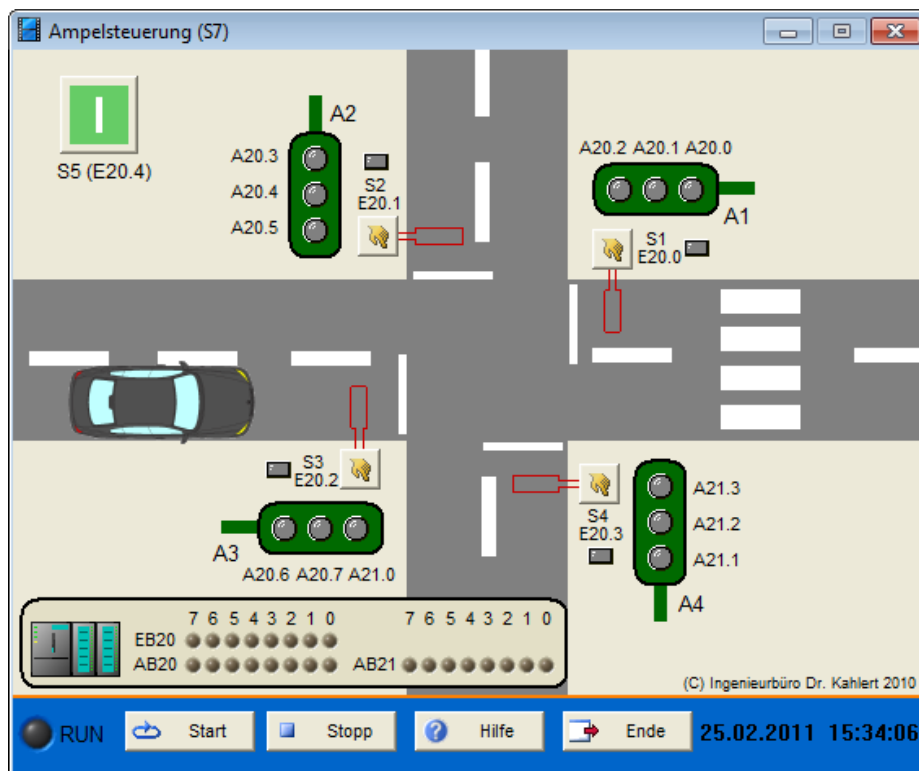 Ampelsteuerung (S7)
S5 (E20.4)
A2
A20.3
A20.4
A20.5
S2
E20.1
A20.2 A20.1 A20.0
A1
S1
E20.0
S3
E20.2
A3
A20.6 A20.7 A21.0
S4
E20.3
A21.3
A21.2
A21.1
A4
7 6 5 4 3 2 1 0
7 6 5 4 3 2 1 0
EB20
AB20
AB21
(C) Ingenieurbüro Dr. Kahlert 2010
RUN
Start
Stopp
Hilfe
Ende
25.02.2011 15:34:06